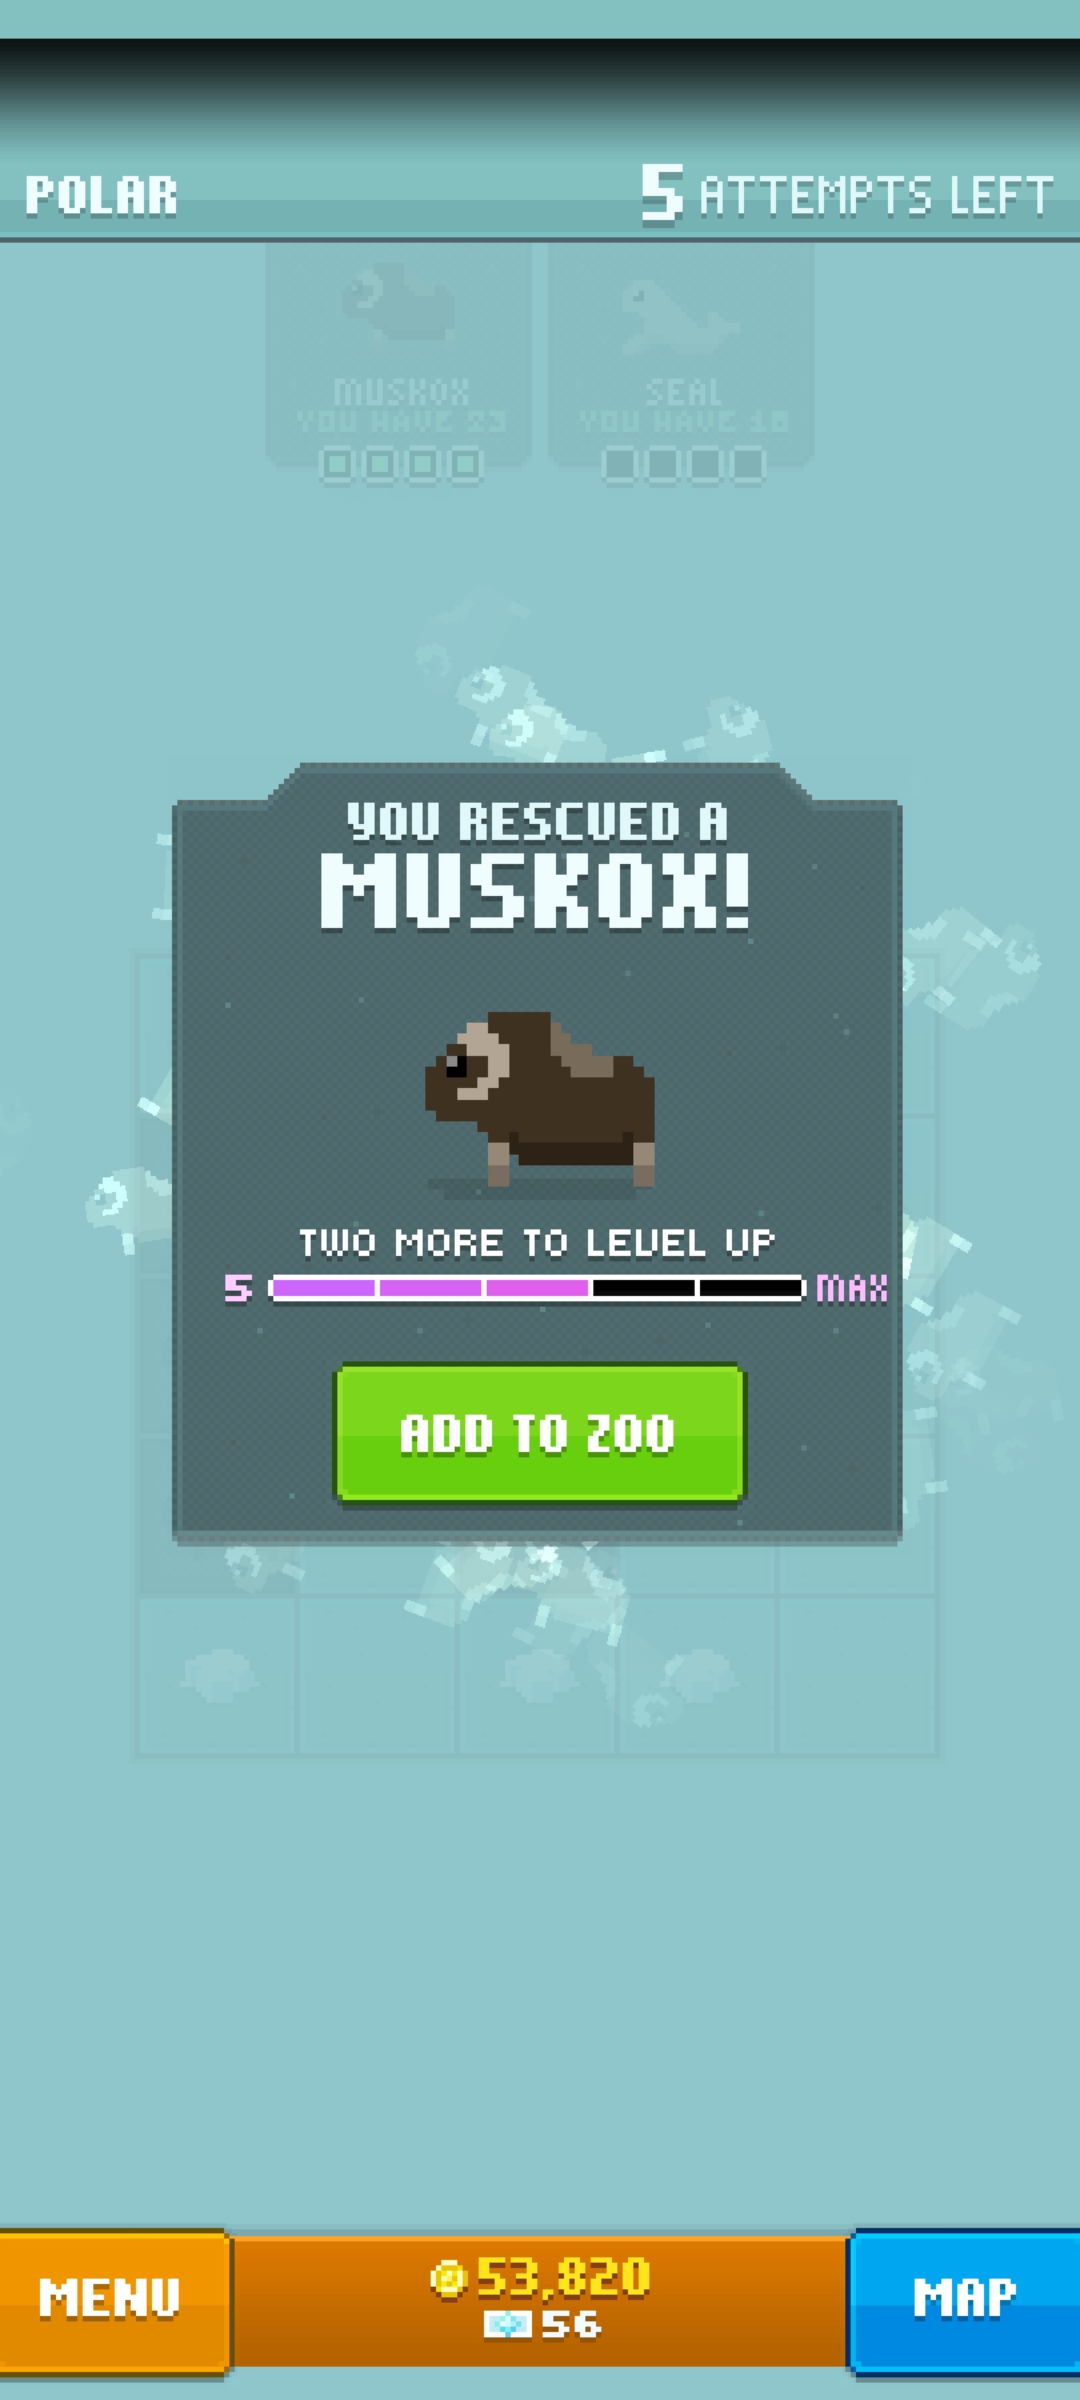 POLAR
5 ATTEMPTS LEFT
MUSKOX
YOU HAVE 23
SEAL
YOU HAVE 18
YOU RESCUED A
MUSKOX!
TWO MORE TO LEVEL UP
5 MAX
ADD TO ZOO
MENU
53,820
56
MAP